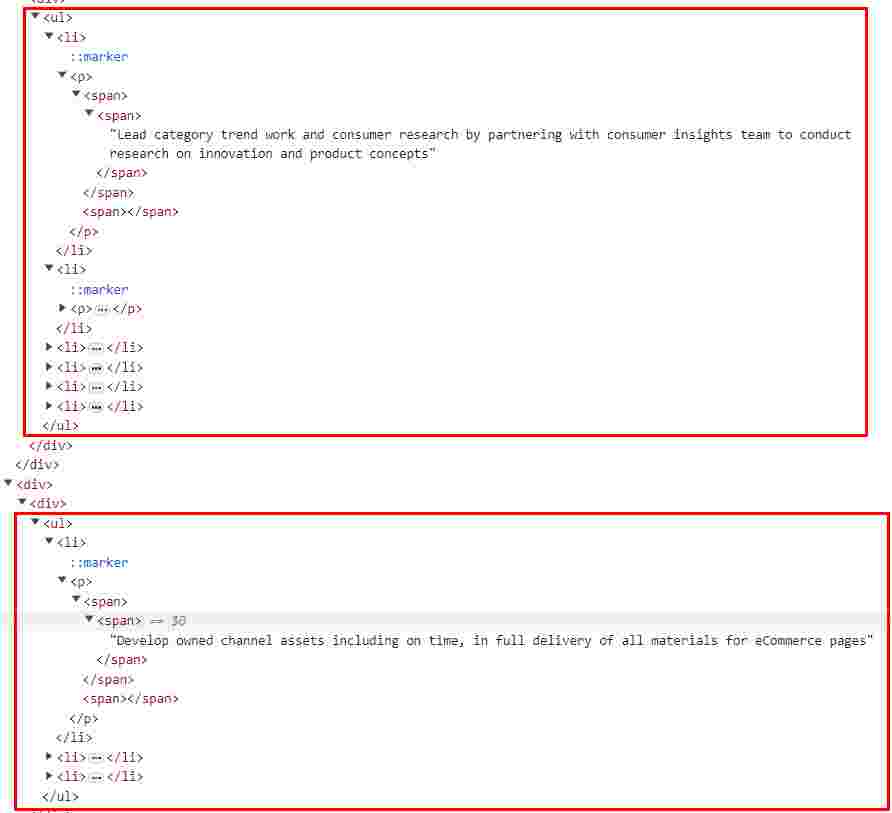 <ul>
<li>
::marker
<p>
<span>
<span>
"Lead category trend work and consumer research by partnering with consumer insights team to conduct
research on innovation and product concepts"
</span>
</span>
<span></span>
</p>
</li>
<li>
::marker
<p>…</p>
</li>
<li>…</li>
<li>…</li>
<li>…</li>
<li>…</li>
</ul>
</div>
</div>
<div>
<div>
<ul>
<li>
::marker
<p>
<span>
<span> == $0
"Develop owned channel assets including on time, in full delivery of all materials for eCommerce pages"
</span>
</span>
<span></span>
</p>
</li>
<li>…</li>
<li>…</li>
</ul>